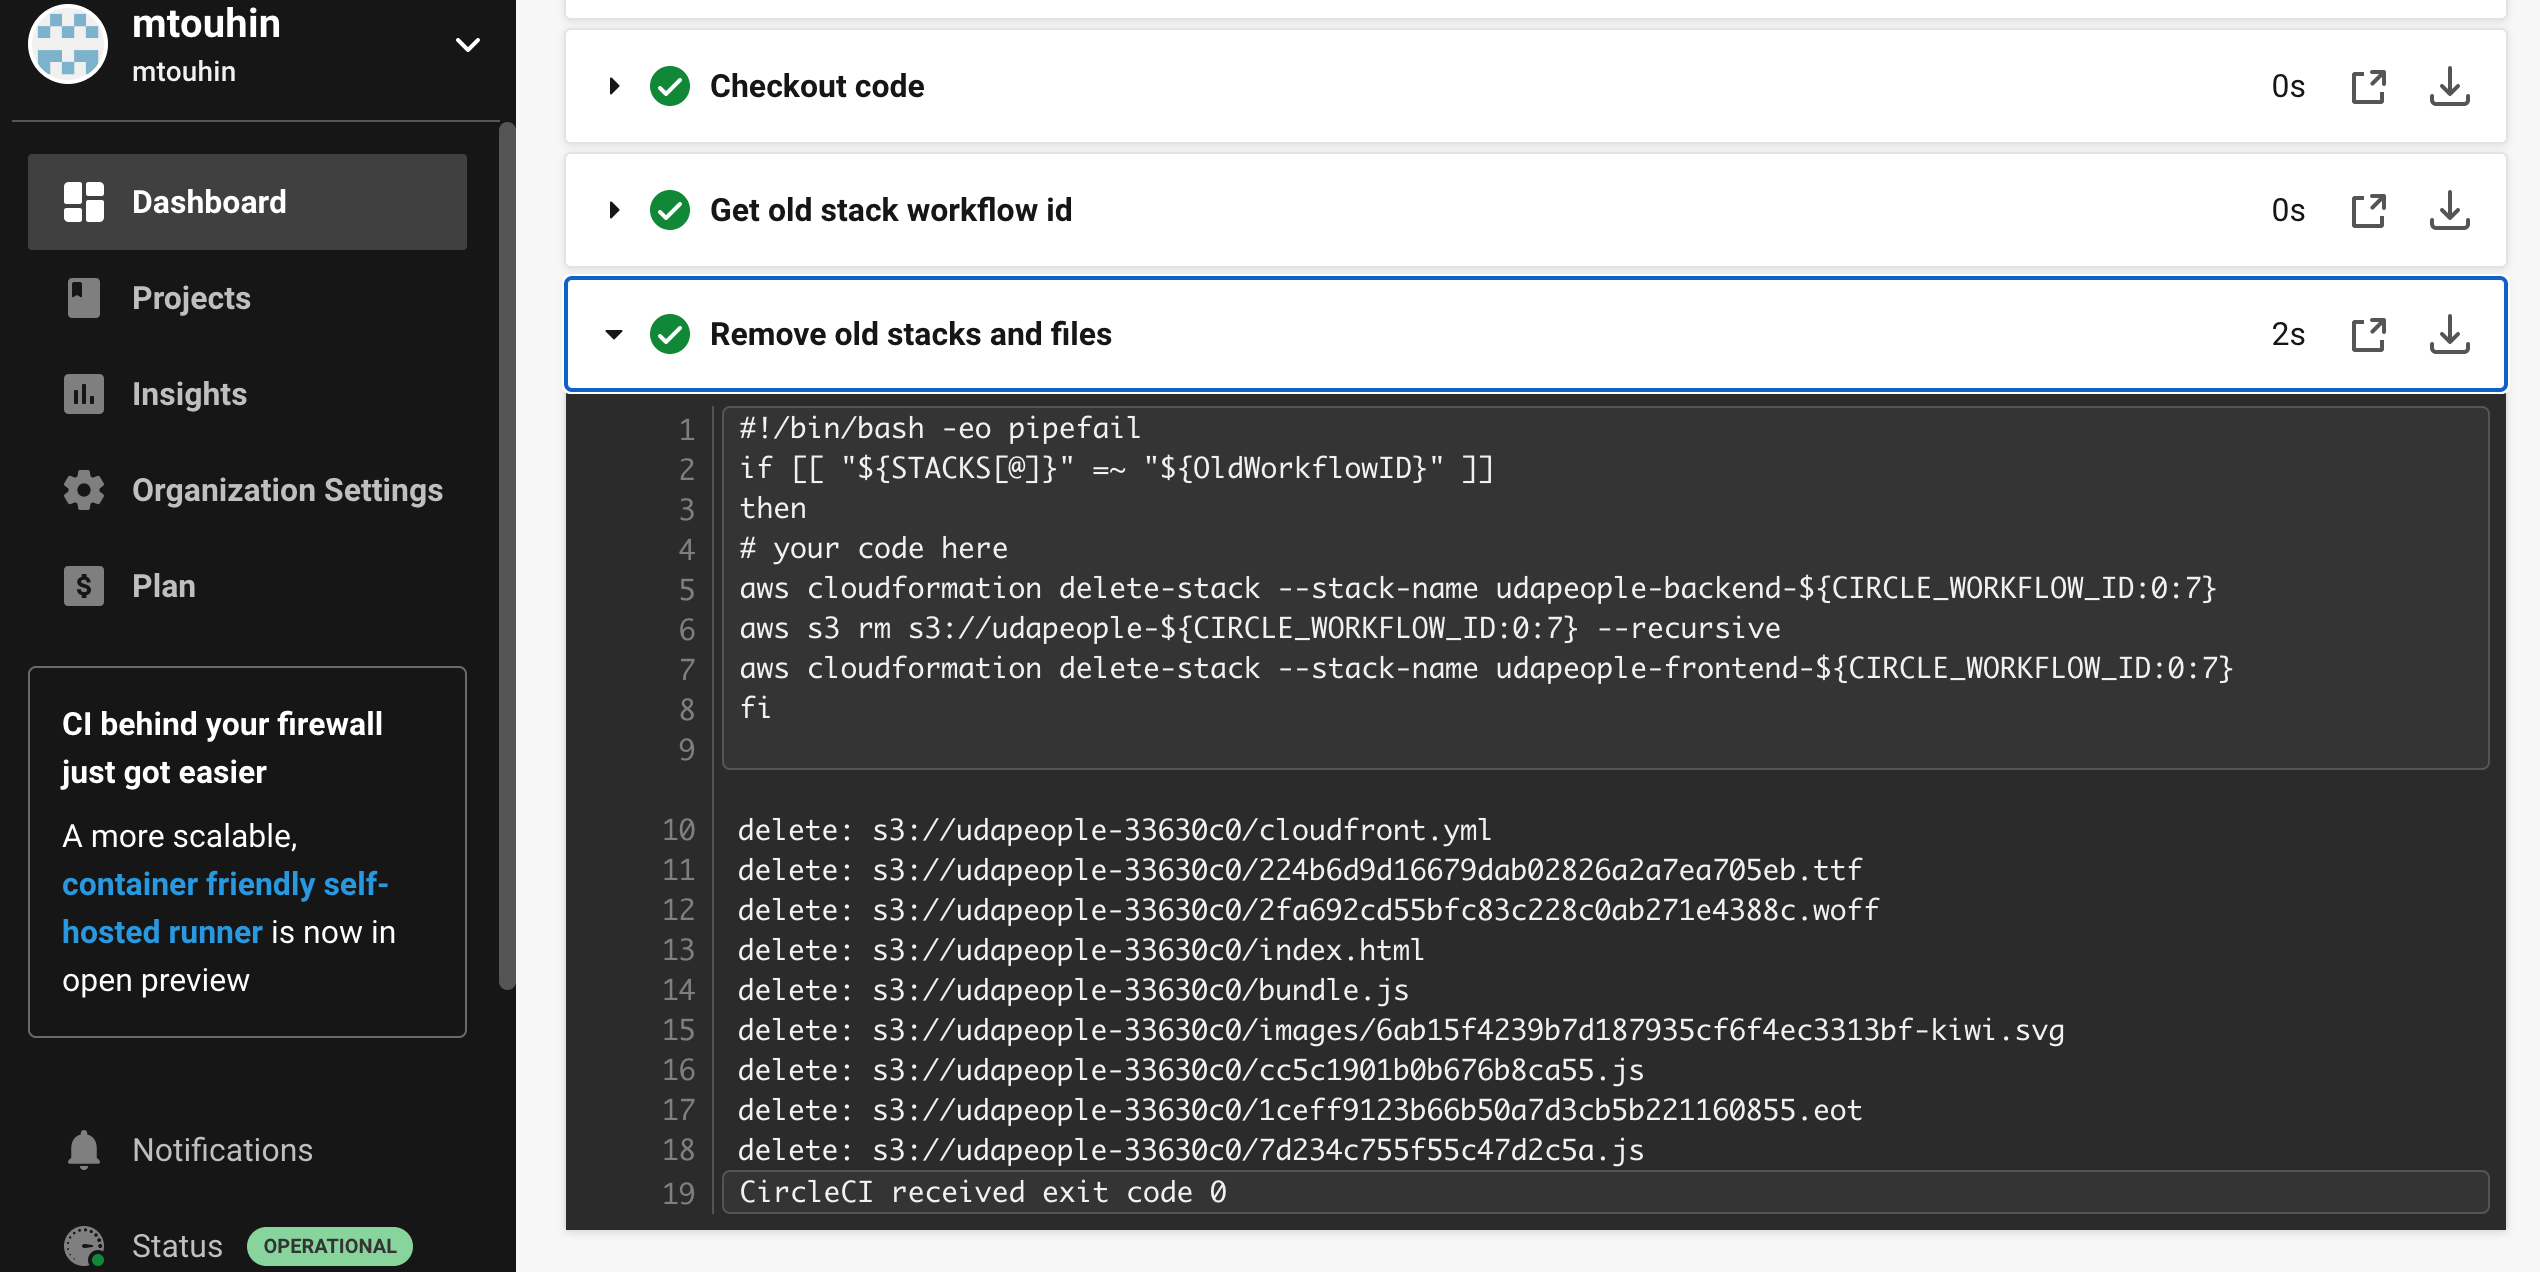 mtouhin
mtouhin
Dashboard
Projects
Insights
Organization Settings
Plan
CI behind your firewall
just got easier
A more scalable,
container friendly self-
hosted runner is now in
open preview
Notifications
Status OPERATIONAL
Checkout code 0s
Get old stack workflow id 0s
Remove old stacks and files 2s
1 #!/bin/bash -eo pipefail
2 if [[ "${STACKS[@]}" =~ "${OldWorkflowID}" ]]
3 then
4 # your code here
5 aws cloudformation delete-stack --stack-name udapeople-backend-${CIRCLE_WORKFLOW_ID:0:7}
6 aws s3 rm s3://udapeople-${CIRCLE_WORKFLOW_ID:0:7} --recursive
7 aws cloudformation delete-stack --stack-name udapeople-frontend-${CIRCLE_WORKFLOW_ID:0:7}
8 fi
9
10 delete: s3://udapeople-33630c0/cloudfront.yml
11 delete: s3://udapeople-33630c0/224b6d9d16679dab02826a2a7ea705eb.ttf
12 delete: s3://udapeople-33630c0/2fa692cd55bfc83c228c0ab271e4388c.woff
13 delete: s3://udapeople-33630c0/index.html
14 delete: s3://udapeople-33630c0/bundle.js
15 delete: s3://udapeople-33630c0/images/6ab15f4239b7d187935cf6f4ec3313bf-kiwi.svg
16 delete: s3://udapeople-33630c0/cc5c1901b0b676b8ca55.js
17 delete: s3://udapeople-33630c0/1ceff9123b66b50a7d3cb5b221160855.eot
18 delete: s3://udapeople-33630c0/7d234c755f55c47d2c5a.js
19 CircleCI received exit code 0